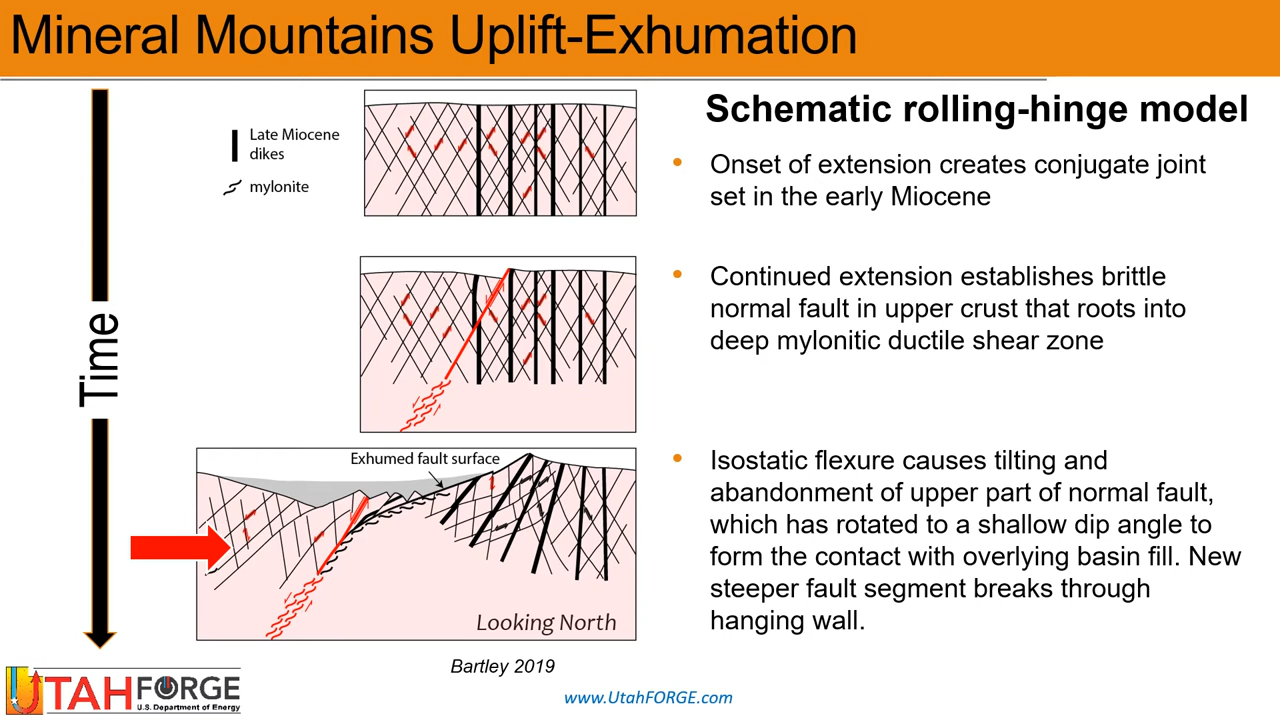 Mineral Mountains Uplift-Exhumation
Schematic rolling-hinge model
Late Miocene
dikes
mylonite
• Onset of extension creates conjugate joint
set in the early Miocene
• Continued extension establishes brittle
normal fault in upper crust that roots into
deep mylonitic ductile shear zone
Time
Exhumed fault surface
Looking North
• Isostatic flexure causes tilting and
abandonment of upper part of normal fault,
which has rotated to a shallow dip angle to
form the contact with overlying basin fill. New
steeper fault segment breaks through
hanging wall.
Bartley 2019
UTAH FORGE
U.S. Department of Energy
www.UtahFORGE.com